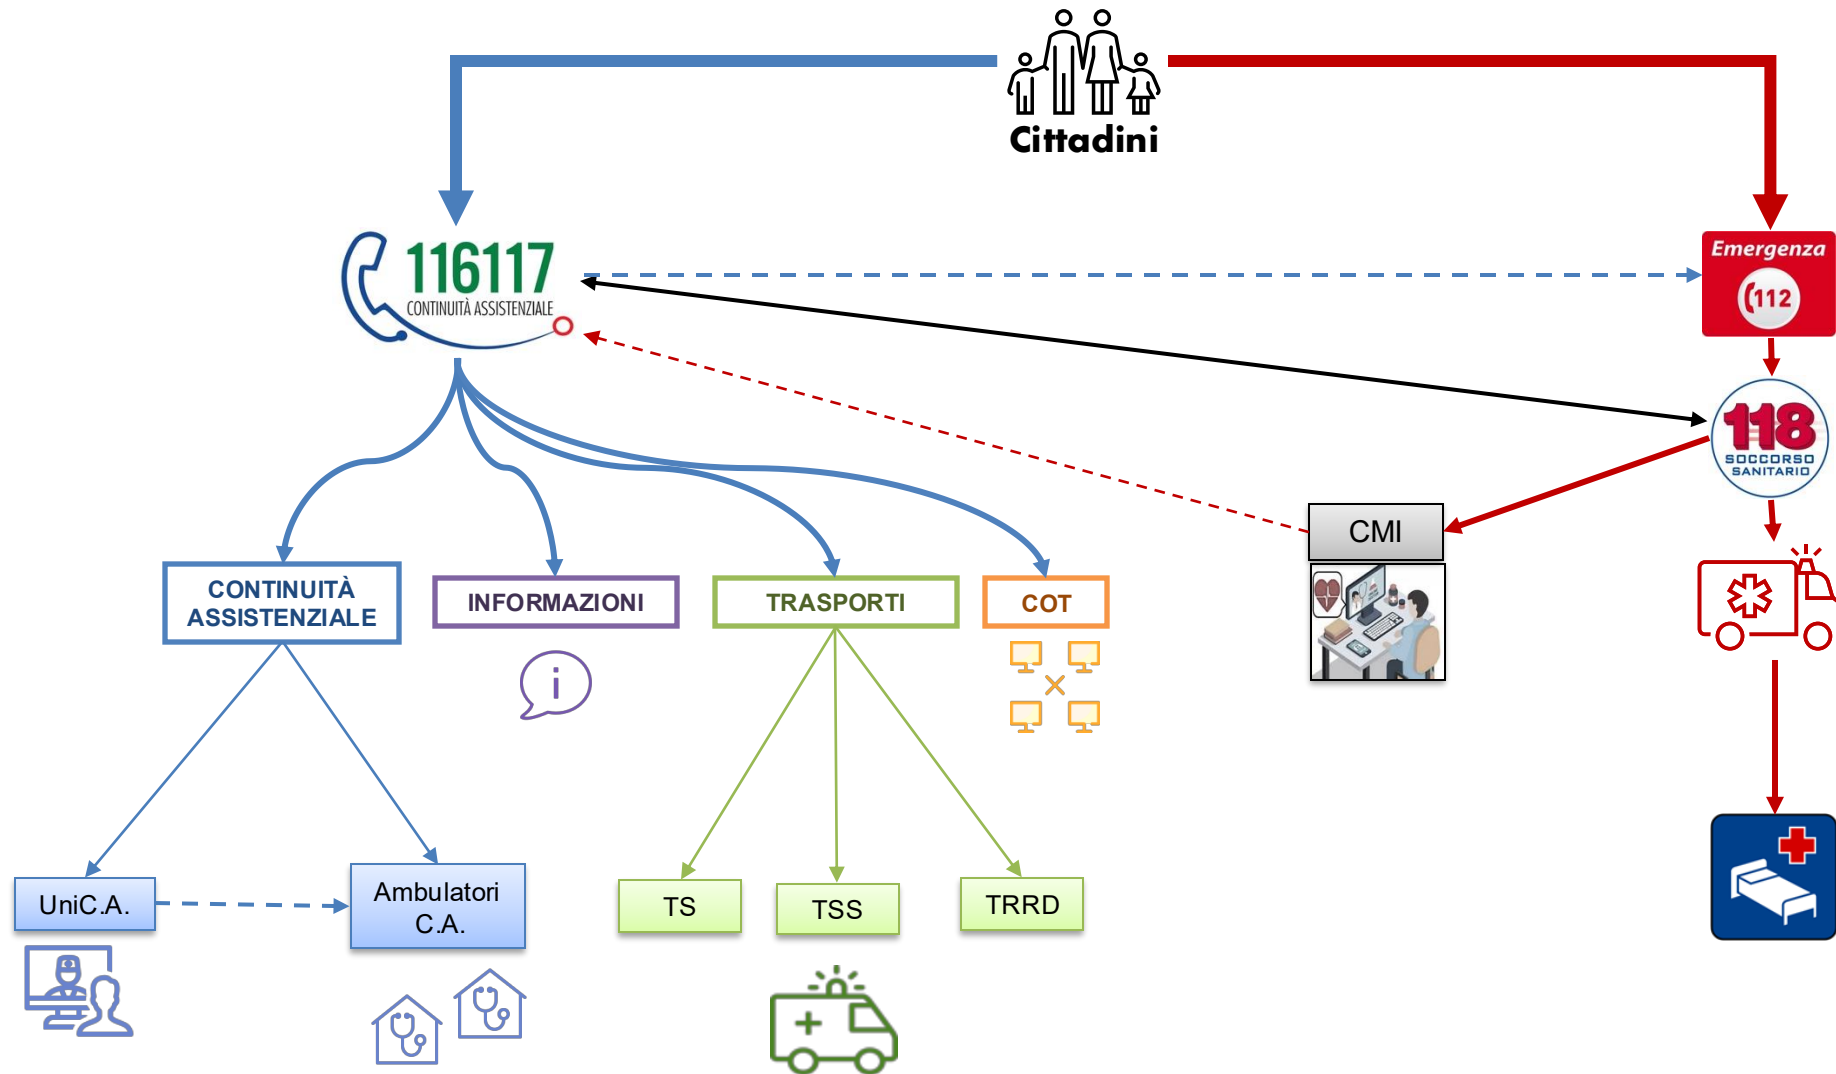 Cittadini
116117
CONTINUITÀ ASSISTENZIALE
Emergenza
112
118
SOCCORSO
SANITARIO
CMI
CONTINUITÀ
ASSISTENZIALE
INFORMAZIONI
TRASPORTI
COT
i
UniC.A.
Ambulatori
C.A.
TS
TSS
TRRD